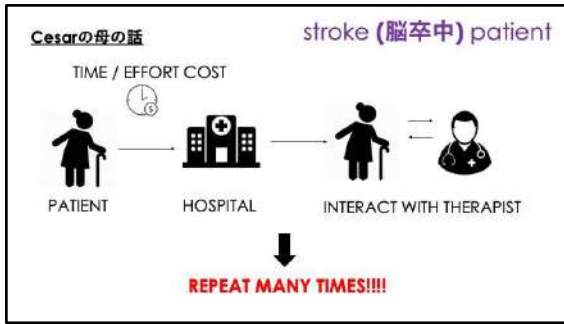 Cesarの母の話
stroke (脳卒中) patient
TIME / EFFORT COST
$
PATIENT
HOSPITAL
INTERACT WITH THERAPIST
REPEAT MANY TIMES!!!!